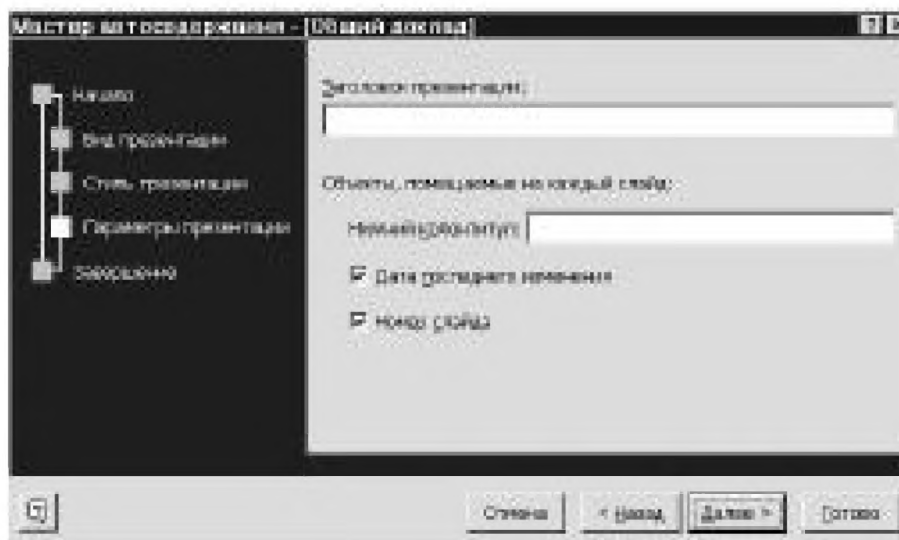 Мастер автосодержания - [Общий доклад]
Начало
Вид презентации
Стиль презентации
Параметры презентации
Завершение
Заголовок презентации:
Объекты, помещаемые на каждый слайд:
Нижний колонтитул:
Дата последнего изменения
Номер слайда
Отмена
< Назад
Далее >
Готово